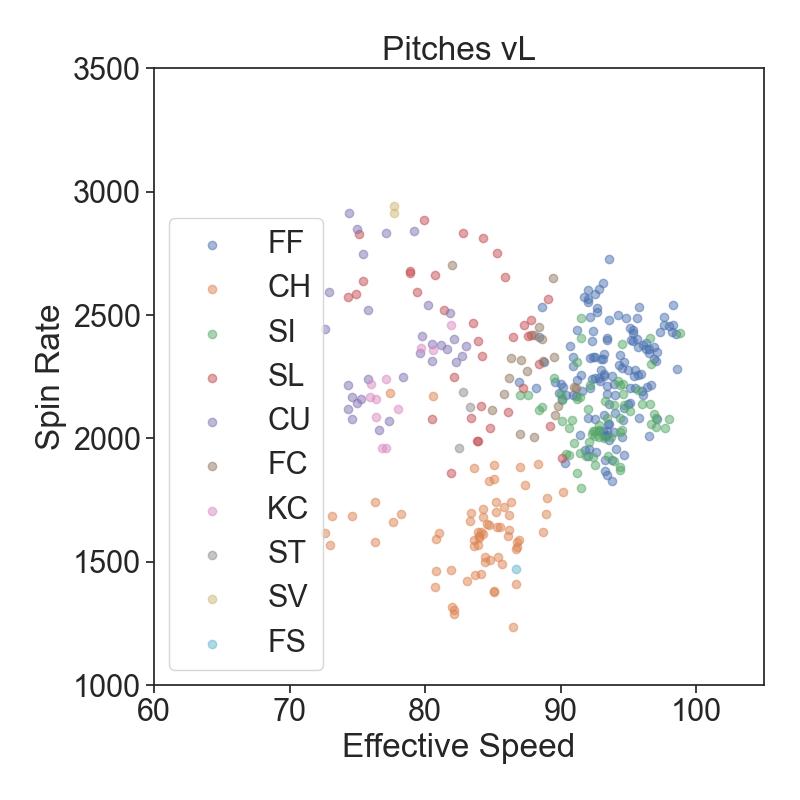 Pitches vL
3500
3000
2500
2000
1500
1000
Spin Rate
FF
CH
SI
SL
CU
FC
KC
ST
SV
FS
60 70 80 90 100
Effective Speed